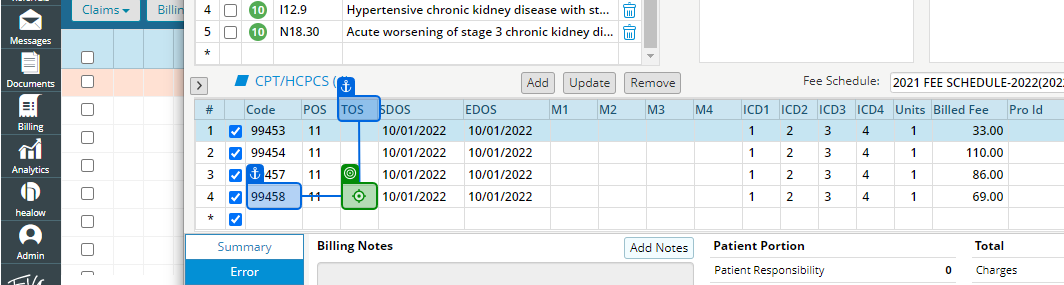 Claims
Billin
4 10 I12.9 Hypertensive chronic kidney disease with st...
5 10 N18.30 Acute worsening of stage 3 chronic kidney di...
*
Messages
Documents
Billing
Analytics
healow
Admin
CPT/HCPCS (
Add
Update
Remove
Fee Schedule:
2021 FEE SCHEDULE-2022(2022
# Code POS TOS SDOS EDOS M1 M2 M3 M4 ICD1 ICD2 ICD3 ICD4 Units Billed Fee Pro Id
1 99453 11 10/01/2022 10/01/2022 1 2 3 4 1 33.00
2 99454 11 10/01/2022 10/01/2022 1 2 3 4 1 110.00
3 457 11 10/01/2022 10/01/2022 1 2 3 4 1 86.00
4 99458 11 10/01/2022 10/01/2022 1 2 3 4 1 69.00
*
Summary
Error
Billing Notes
Add Notes
Patient Portion
Patient Responsibility 0
Total
Charges